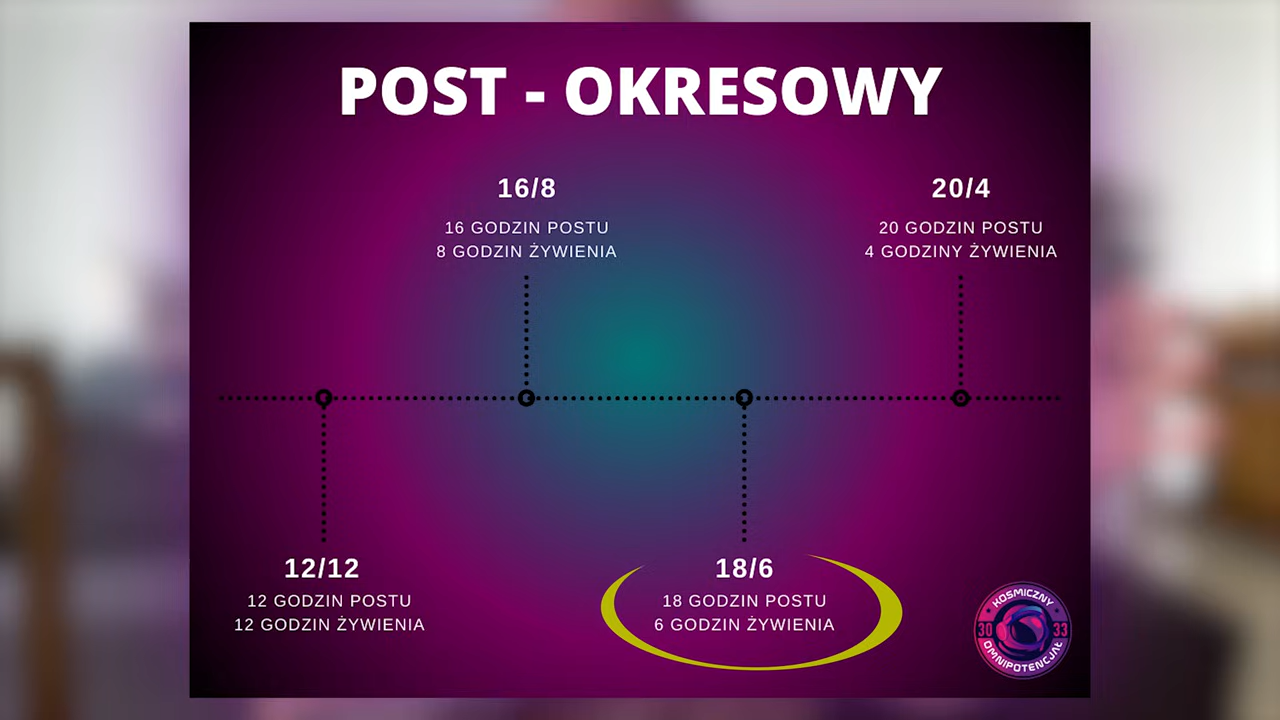 POST - OKRESOWY
16/8
16 GODZIN POSTU
8 GODZIN ŻYWIENIA
20/4
20 GODZIN POSTU
4 GODZINY ŻYWIENIA
12/12
12 GODZIN POSTU
12 GODZIN ŻYWIENIA
18/6
18 GODZIN POSTU
6 GODZIN ŻYWIENIA
KOSMICZNY
30 33
OMNIPOTENCJAŁ